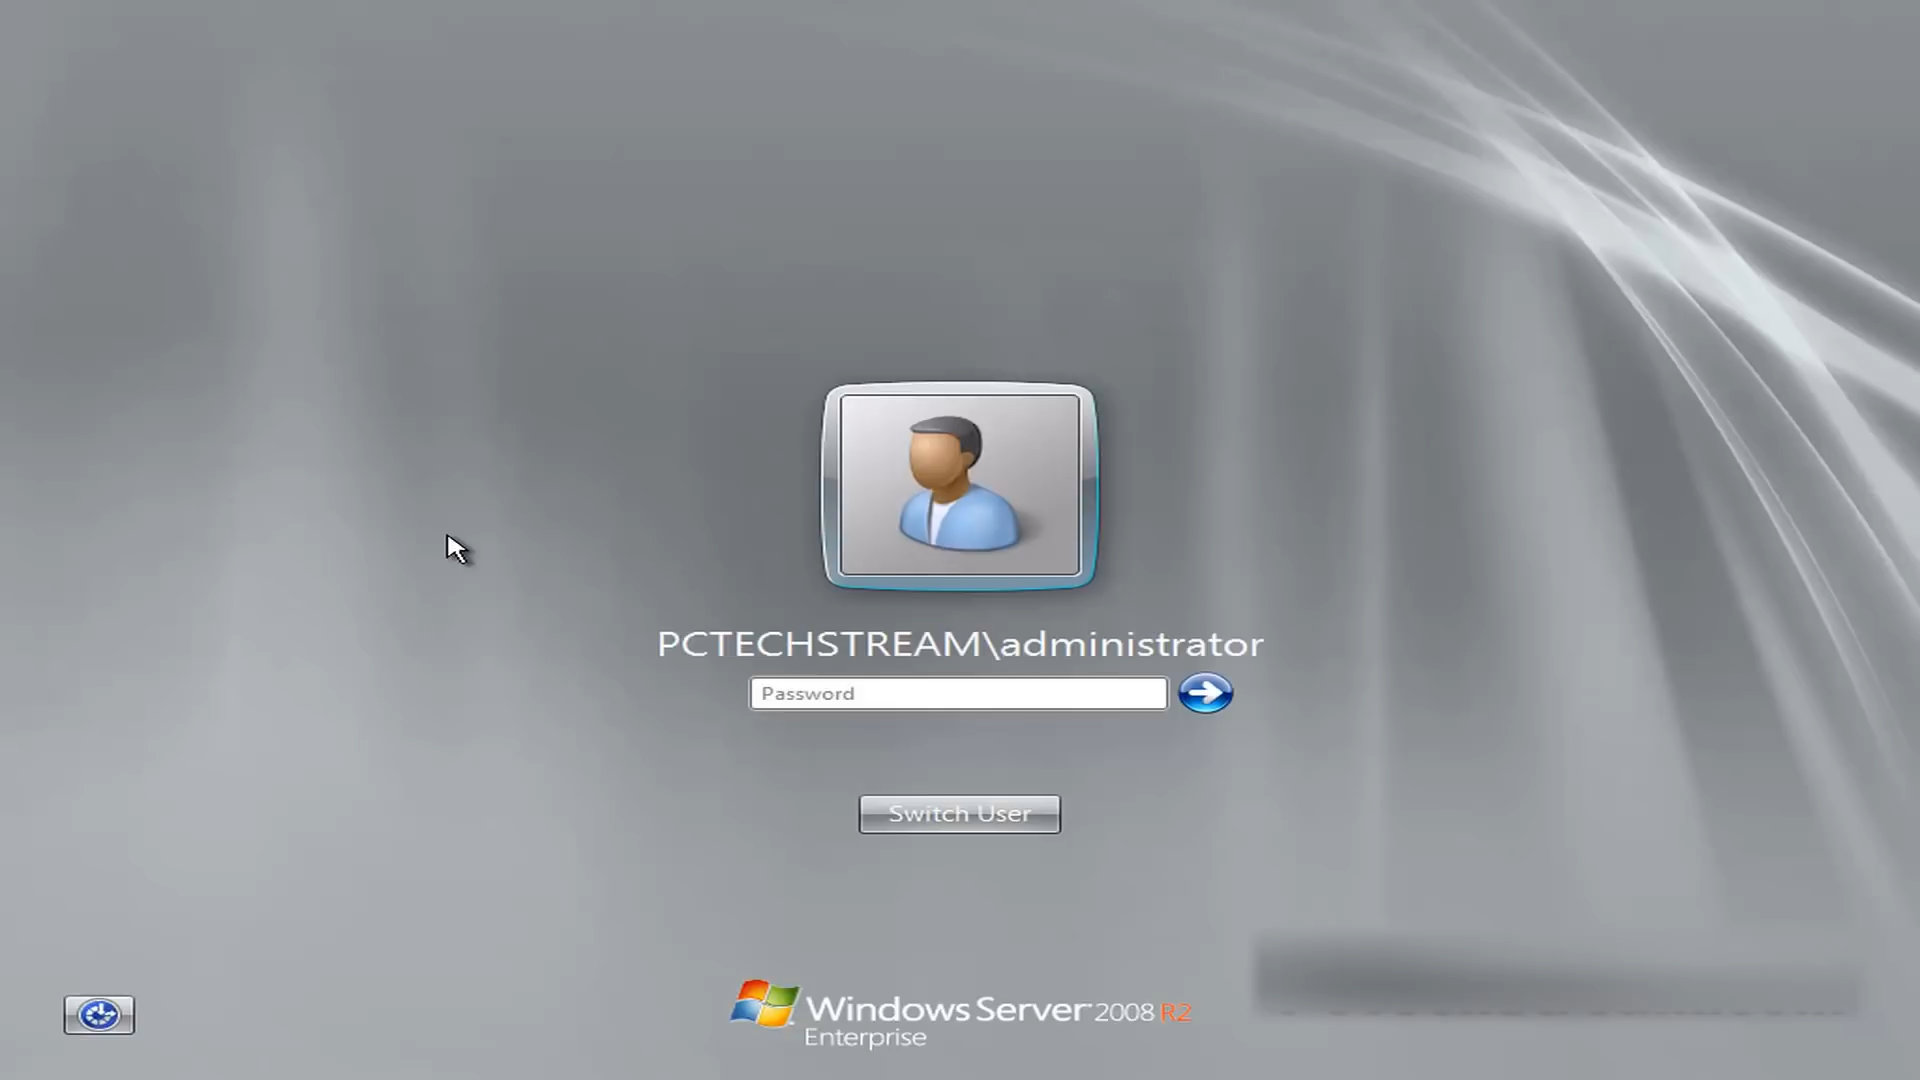 PCTECHSTREAM\administrator
Password
Switch User
Windows Server 2008 R2
Enterprise